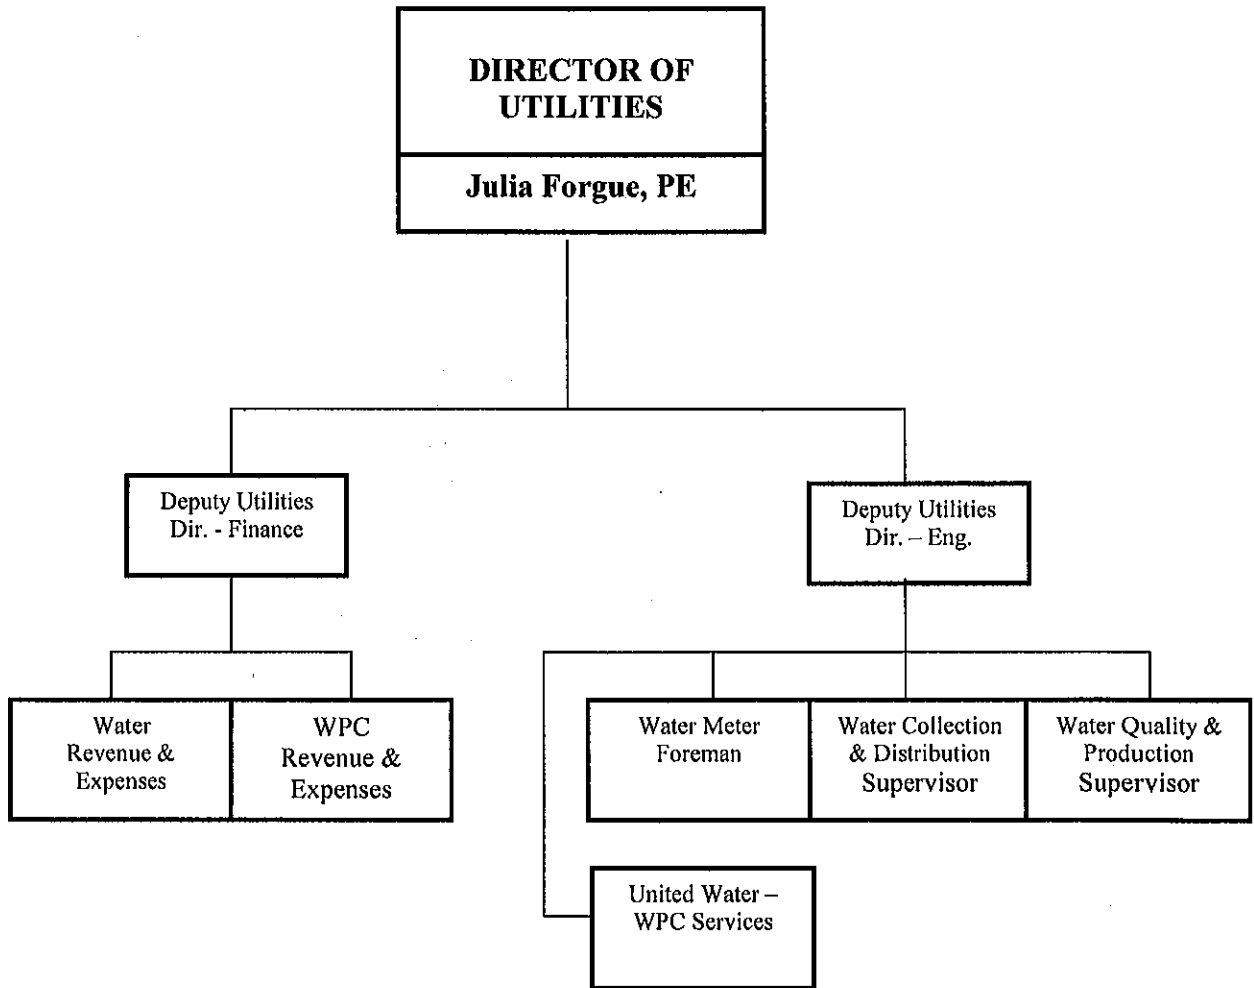 DIRECTOR OF
UTILITIES
Julia Forgue, PE
Deputy Utilities
Dir. - Finance
Deputy Utilities
Dir. – Eng.
Water
Revenue &
Expenses
WPC
Revenue &
Expenses
Water Meter
Foreman
Water Collection
& Distribution
Supervisor
Water Quality &
Production
Supervisor
United Water –
WPC Services